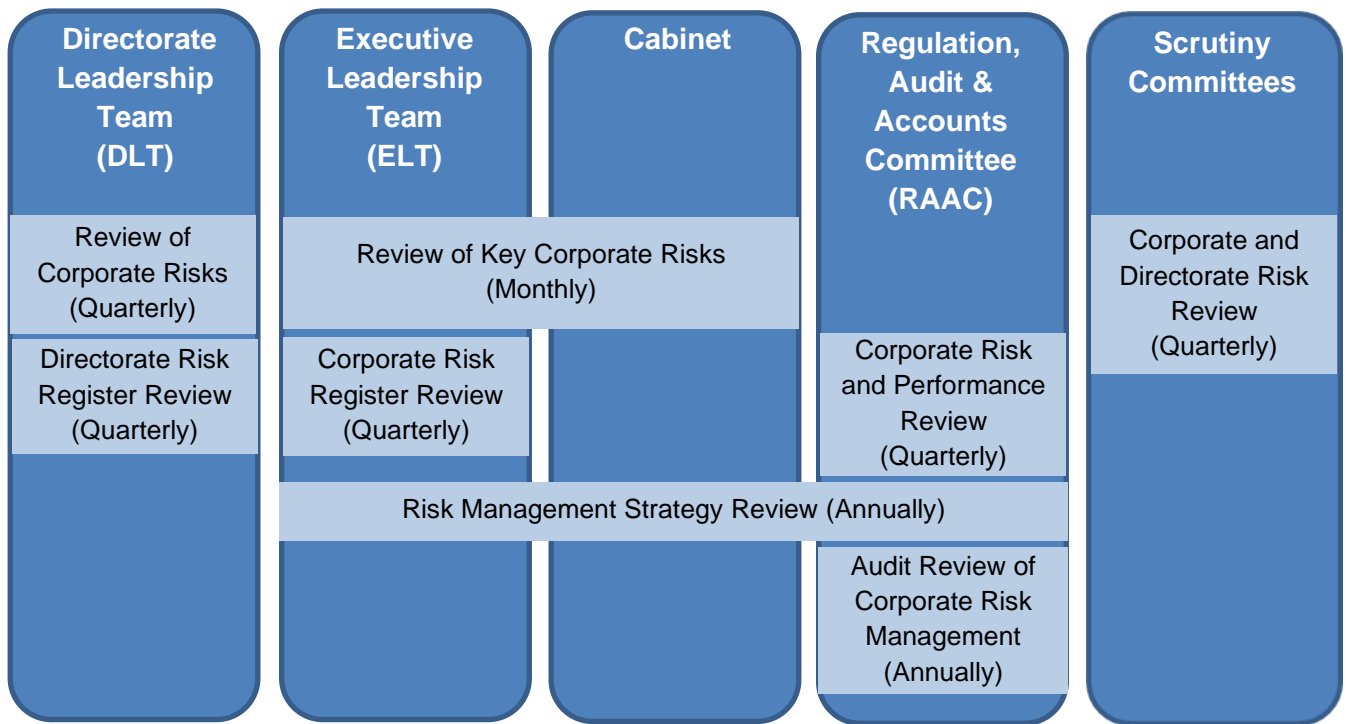 Directorate
Leadership
Team
(DLT)
Review of
Corporate Risks
(Quarterly)
Directorate Risk
Register Review
(Quarterly)
Executive
Leadership
Team
(ELT)
Cabinet
Review of Key Corporate Risks
(Monthly)
Corporate Risk
Register Review
(Quarterly)
Regulation,
Audit &
Accounts
Committee
(RAAC)
Corporate Risk
and Performance
Review
(Quarterly)
Risk Management Strategy Review (Annually)
Audit Review of
Corporate Risk
Management
(Annually)
Scrutiny
Committees
Corporate and
Directorate Risk
Review
(Quarterly)